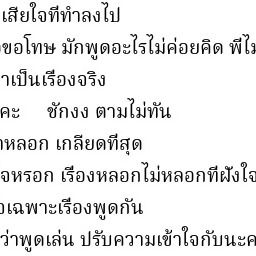 เสียใจที่ทำลงไป
ขอโทษ มักพูดอะไรไม่ค่อยคิด พี่ไม
าเป็นเรื่องจริง
คะ ชักงง ตามไม่ทัน
หลอก เกลียดที่สุด
จหรอก เรื่องหลอกไม่หลอกที่ฝังใจ
เฉพาะเรื่องพูดกัน
ว่าพูดเล่น ปรับความเข้าใจกับนะค